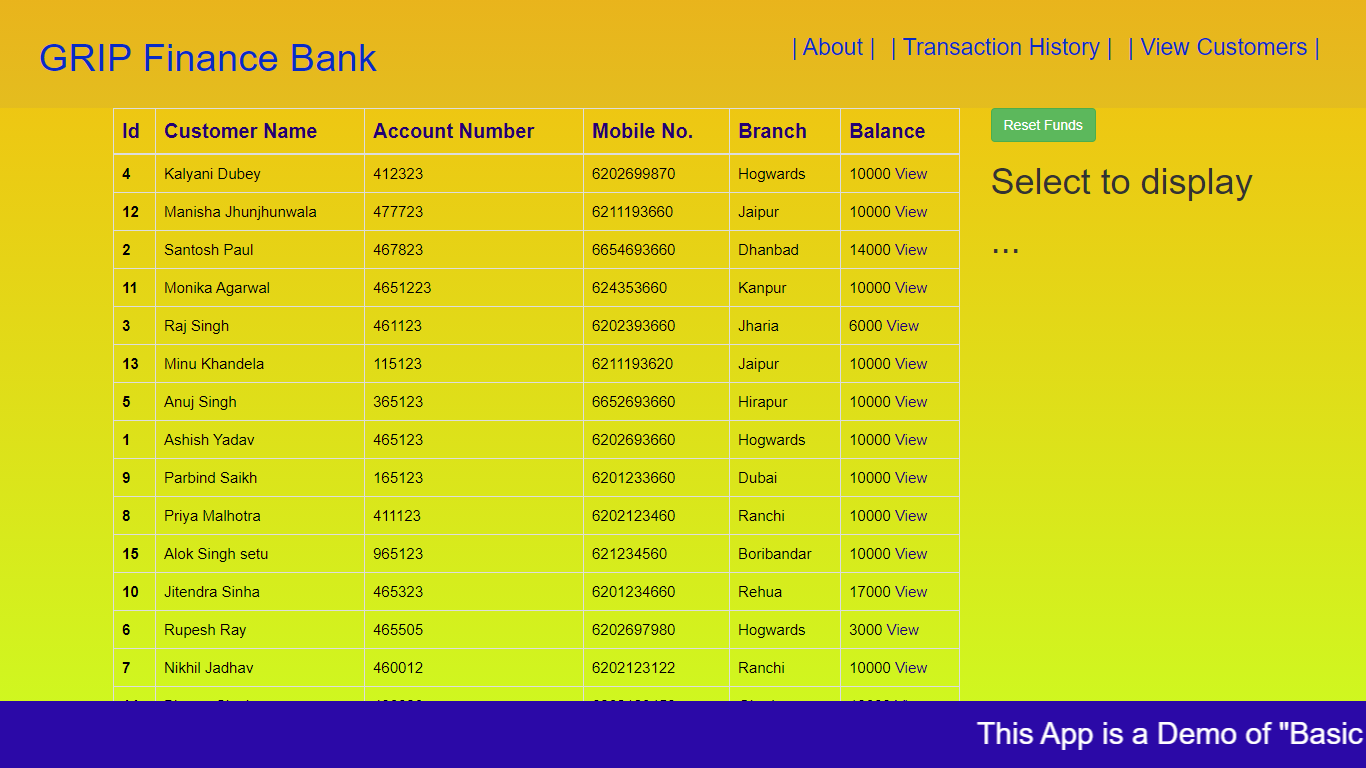 GRIP Finance Bank
| About | | Transaction History | | View Customers |
Id Customer Name Account Number Mobile No. Branch Balance
4 Kalyani Dubey 412323 6202699870 Hogwards 10000 View
12 Manisha Jhunjhunwala 477723 6211193660 Jaipur 10000 View
2 Santosh Paul 467823 6654693660 Dhanbad 14000 View
11 Monika Agarwal 4651223 624353660 Kanpur 10000 View
3 Raj Singh 461123 6202393660 Jharia 6000 View
13 Minu Khandela 115123 6211193620 Jaipur 10000 View
5 Anuj Singh 365123 6652693660 Hirapur 10000 View
1 Ashish Yadav 465123 6202693660 Hogwards 10000 View
9 Parbind Saikh 165123 6201233660 Dubai 10000 View
8 Priya Malhotra 411123 6202123460 Ranchi 10000 View
15 Alok Singh setu 965123 621234560 Boribandar 10000 View
10 Jitendra Sinha 465323 6201234660 Rehua 17000 View
6 Rupesh Ray 465505 6202697980 Hogwards 3000 View
7 Nikhil Jadhav 460012 6202123122 Ranchi 10000 View
Reset Funds
Select to display
...
This App is a Demo of "Basic